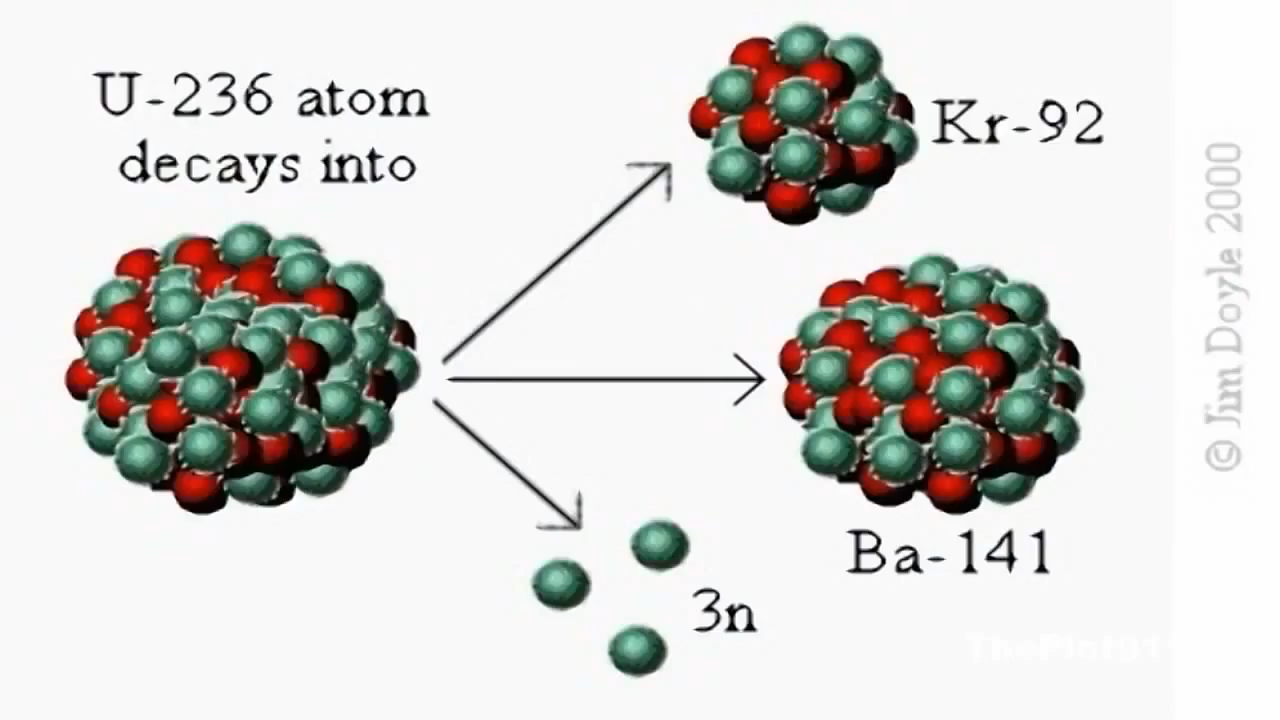 U-236 atom
decays into
Kr-92
Ba-141
3n
© Jim Doyle 2000